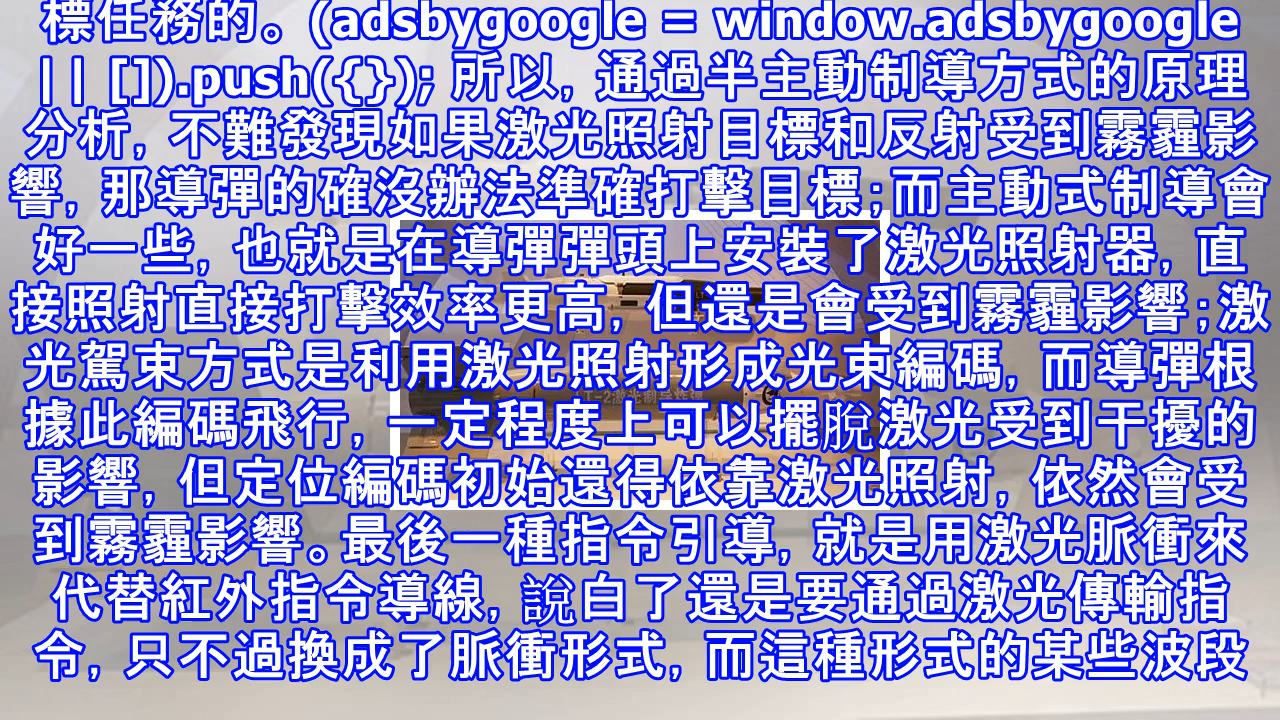 標任務的。(adsbygoogle = window.adsbygoogle
|| []).push({}); 所以, 通過半主動制導方式的原理
分析, 不難發現如果激光照射目標和反射受到霧霾影
響, 那導彈的確沒辦法準確打擊目標;而主動式制導會
好一些, 也就是在導彈彈頭上安裝了激光照射器, 直
接照射直接打擊效率更高, 但還是會受到霧霾影響;激
光駕束方式是利用激光照射形成光束編碼, 而導彈根
據此編碼飛行, 一定程度上可以擺脫激光受到干擾的
影響, 但定位編碼初始還得依靠激光照射, 依然會受
到霧霾影響。最後一種指令引導, 就是用激光脈衝來
代替紅外指令導線, 說白了還是要通過激光傳輸指
令, 只不過換成了脈衝形式, 而這種形式的某些波段